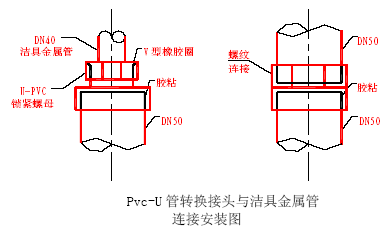 DN40
洁具金属管
Y型橡胶圈
U-PVC
锁紧螺母
胶粘
DN50
DN50
螺纹
连接
胶粘
DN50
Pvc-U管转换接头与洁具金属管
连接安装图